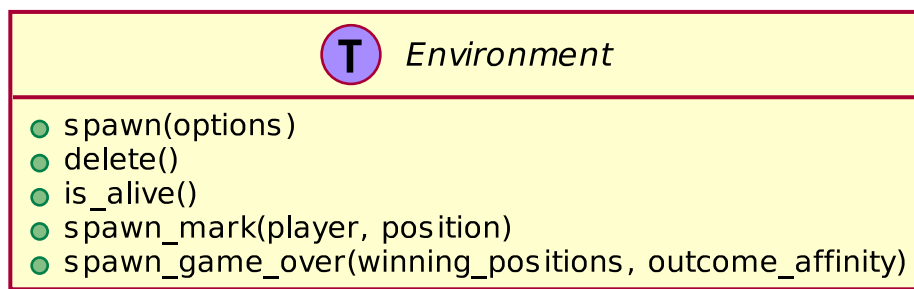 T Environment
spawn(options)
delete()
is_alive()
spawn_mark(player, position)
spawn_game_over(winning_positions, outcome_affinity)